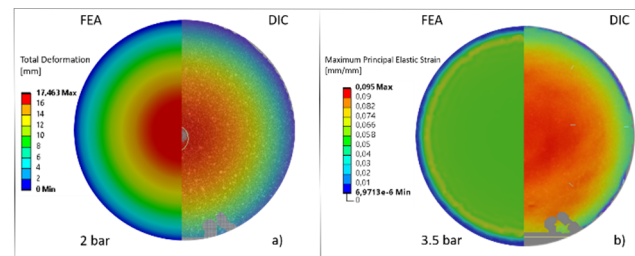 FEA
DIC
Total Deformation
[mm]
17,463 Max
16
14
12
10
8
6
4
2
0 Min
2 bar
a)
FEA
DIC
Maximum Principal Elastic Strain
[mm/mm]
0,095 Max
0,09
0,082
0,074
0,066
0,058
0,05
0,04
0,03
0,02
0,01
6,9713e-6 Min
0
3.5 bar
b)